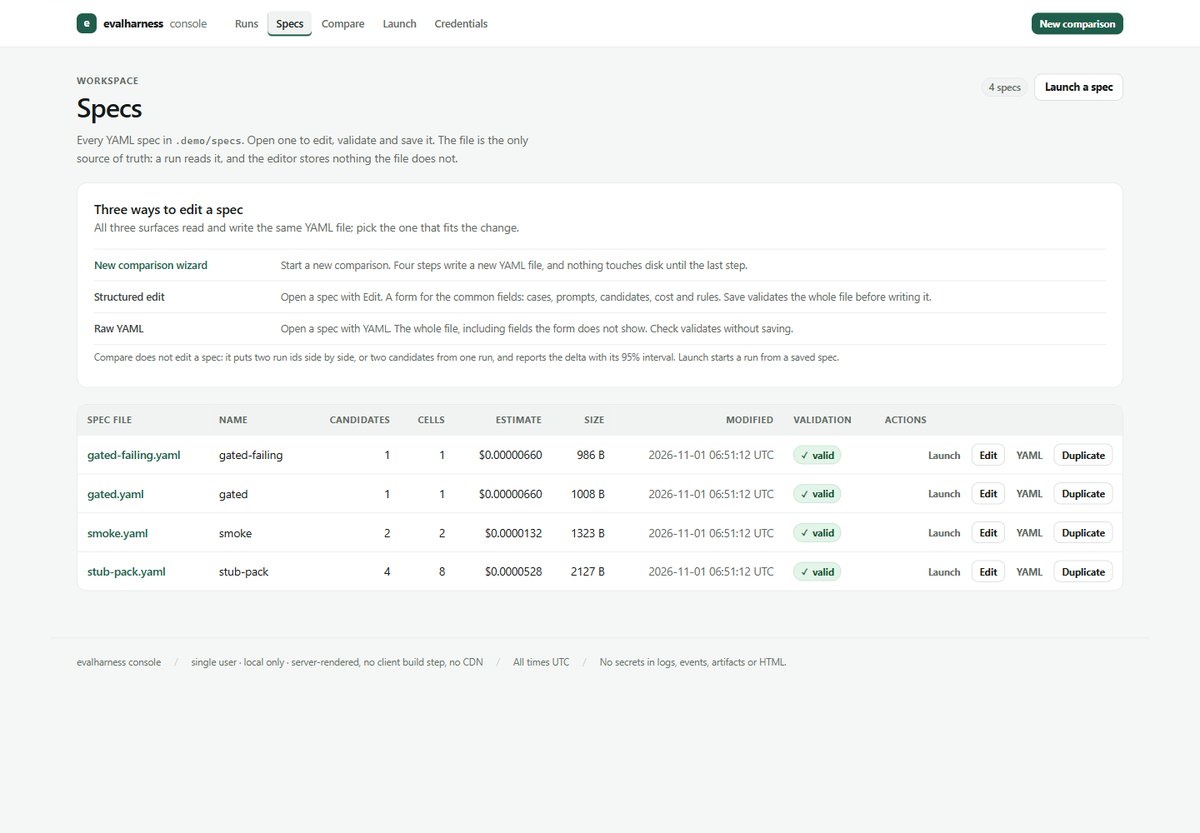 e evalharness console Runs Specs Compare Launch Credentials New comparison
WORKSPACE
Specs
4 specs Launch a spec
Every YAML spec in .demo/specs. Open one to edit, validate and save it. The file is the only
source of truth: a run reads it, and the editor stores nothing the file does not.
Three ways to edit a spec
All three surfaces read and write the same YAML file; pick the one that fits the change.
New comparison wizard Start a new comparison. Four steps write a new YAML file, and nothing touches disk until the last step.
Structured edit Open a spec with Edit. A form for the common fields: cases, prompts, candidates, cost and rules. Save validates the whole file before writing it.
Raw YAML Open a spec with YAML. The whole file, including fields the form does not show. Check validates without saving.
Compare does not edit a spec: it puts two run ids side by side, or two candidates from one run, and reports the delta with its 95% interval. Launch starts a run from a saved spec.
SPEC FILE NAME CANDIDATES CELLS ESTIMATE SIZE MODIFIED VALIDATION ACTIONS
gated-failing.yaml gated-failing 1 1 $0.00000660 986 B 2026-11-01 06:51:12 UTC ✓ valid Launch Edit YAML Duplicate
gated.yaml gated 1 1 $0.00000660 1008 B 2026-11-01 06:51:12 UTC ✓ valid Launch Edit YAML Duplicate
smoke.yaml smoke 2 2 $0.0000132 1323 B 2026-11-01 06:51:12 UTC ✓ valid Launch Edit YAML Duplicate
stub-pack.yaml stub-pack 4 8 $0.0000528 2127 B 2026-11-01 06:51:12 UTC ✓ valid Launch Edit YAML Duplicate
evalharness console / single user · local only · server-rendered, no client build step, no CDN / All times UTC / No secrets in logs, events, artifacts or HTML.